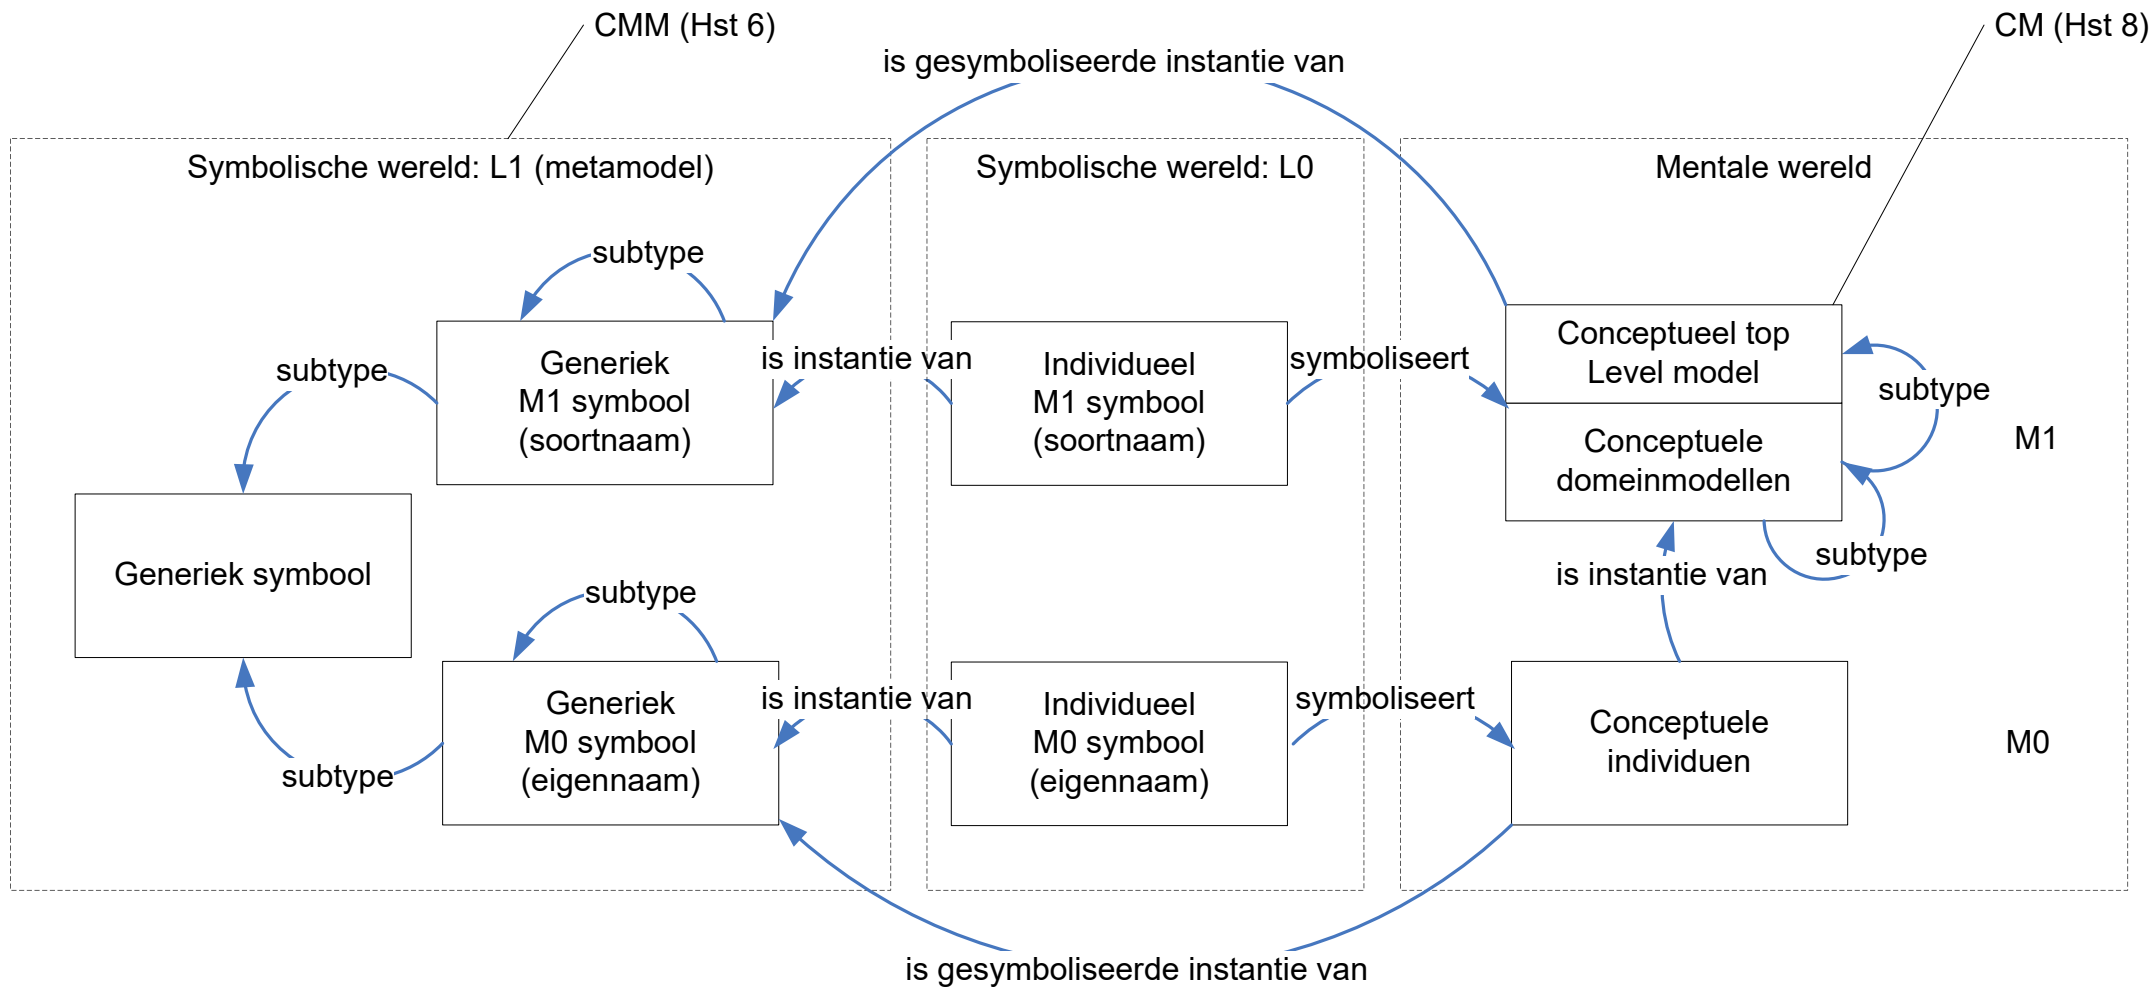 CMM (Hst 6)
CM (Hst 8)
is gesymboliseerde instantie van
Symbolische wereld: L1 (metamodel)
Symbolische wereld: L0
Mentale wereld
subtype
subtype
Generiek
M1 symbool
(soortnaam)
is instantie van
Individueel
M1 symbool
(soortnaam)
symboliseert
Conceptueel top
Level model
Conceptuele
domeinmodellen
subtype
M1
subtype
is instantie van
Generiek symbool
subtype
subtype
Generiek
M0 symbool
(eigennaam)
is instantie van
Individueel
M0 symbool
(eigennaam)
symboliseert
Conceptuele
individuen
M0
is gesymboliseerde instantie van